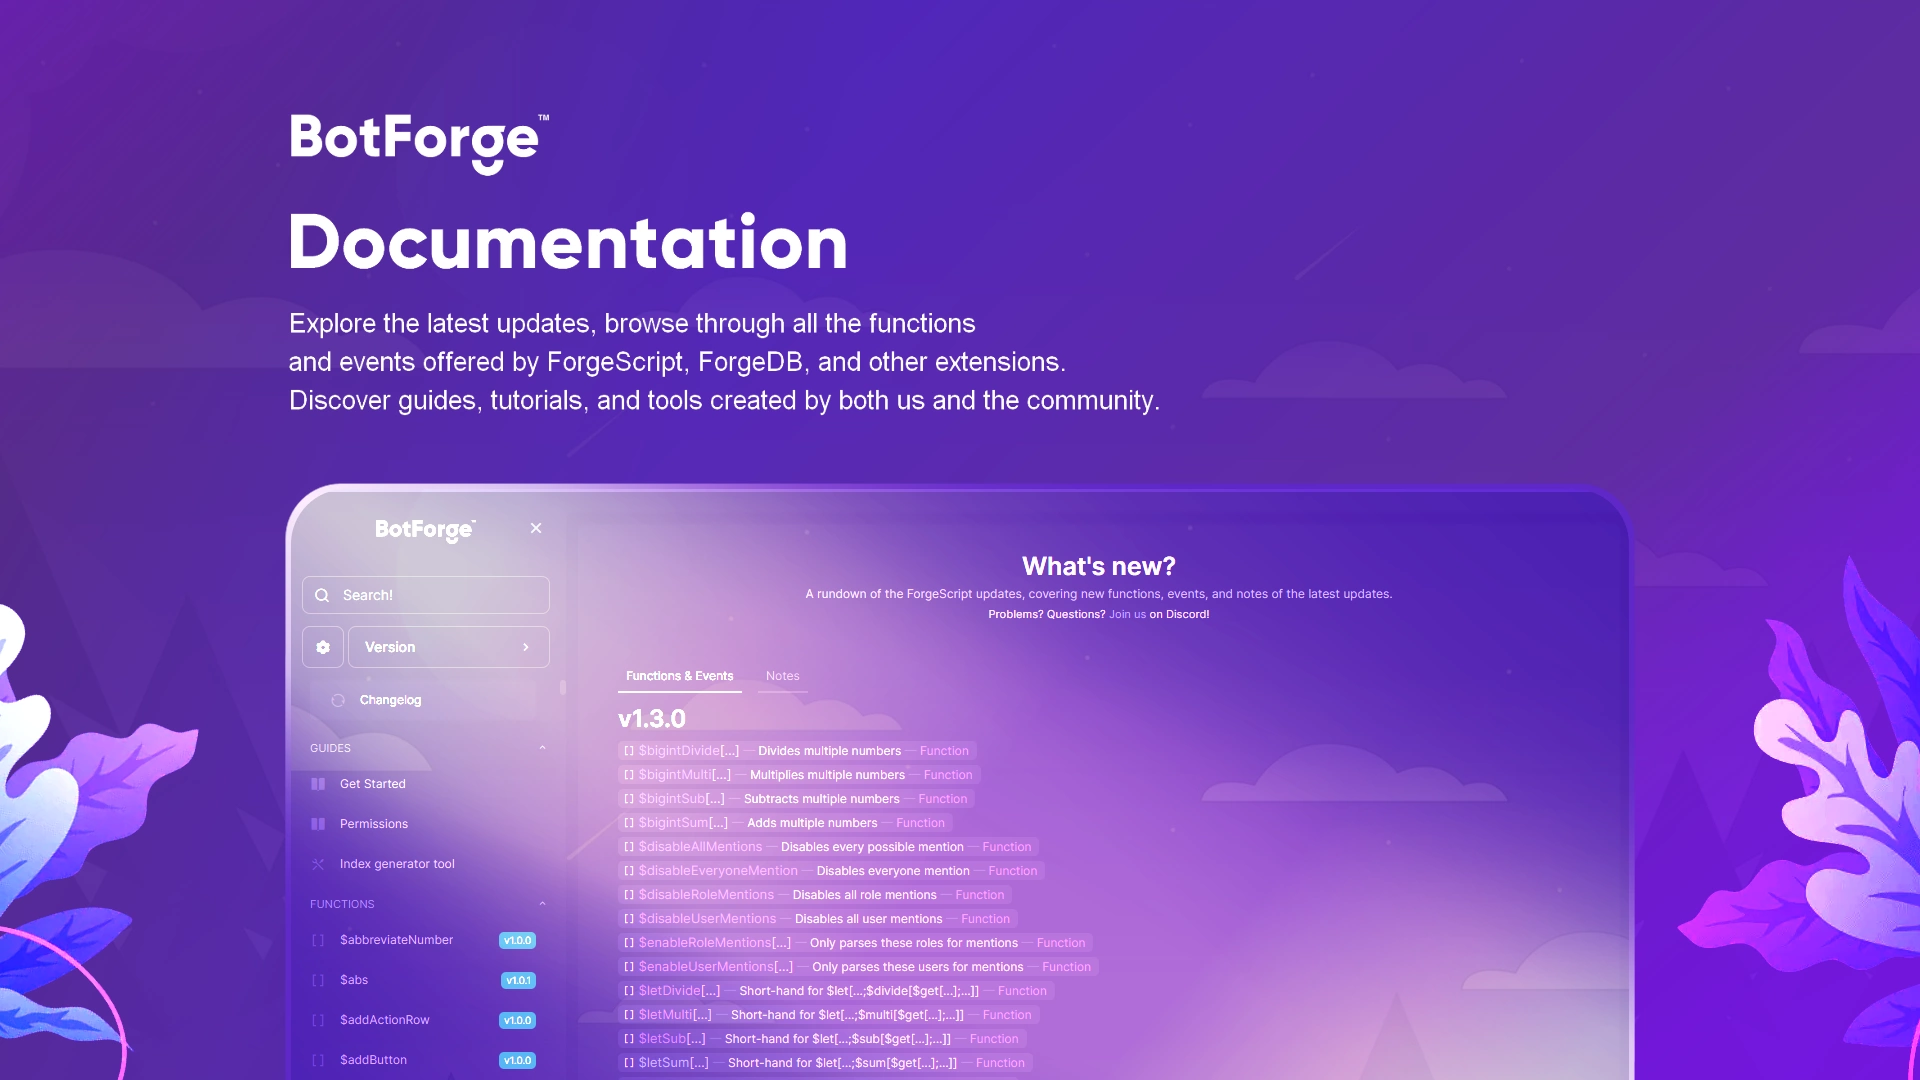 BotForge™
Documentation
Explore the latest updates, browse through all the functions
and events offered by ForgeScript, ForgeDB, and other extensions.
Discover guides, tutorials, and tools created by both us and the community.
BotForge™
Search!
Version
Changelog
GUIDES
Get Started
Permissions
Index generator tool
FUNCTIONS
$abbreviateNumber v1.0.0
$abs v1.0.1
$addActionRow v1.0.0
$addButton v1.0.0
What's new?
A rundown of the ForgeScript updates, covering new functions, events, and notes of the latest updates.
Problems? Questions? Join us on Discord!
Functions & Events Notes
v1.3.0
[] $bigintDivide[...] — Divides multiple numbers — Function
[] $bigintMulti[...] — Multiplies multiple numbers — Function
[] $bigintSub[...] — Subtracts multiple numbers — Function
[] $bigintSum[...] — Adds multiple numbers — Function
[] $disableAllMentions — Disables every possible mention — Function
[] $disableEveryoneMention — Disables everyone mention — Function
[] $disableRoleMentions — Disables all role mentions — Function
[] $disableUserMentions — Disables all user mentions — Function
[] $enableRoleMentions[...] — Only parses these roles for mentions — Function
[] $enableUserMentions[...] — Only parses these users for mentions — Function
[] $letDivide[...] — Short-hand for $let[...;$divide[$get[...];...]] — Function
[] $letMulti[...] — Short-hand for $let[...;$multi[$get[...];...]] — Function
[] $letSub[...] — Short-hand for $let[...;$sub[$get[...];...]] — Function
[] $letSum[...] — Short-hand for $let[...;$sum[$get[...];...]] — Function